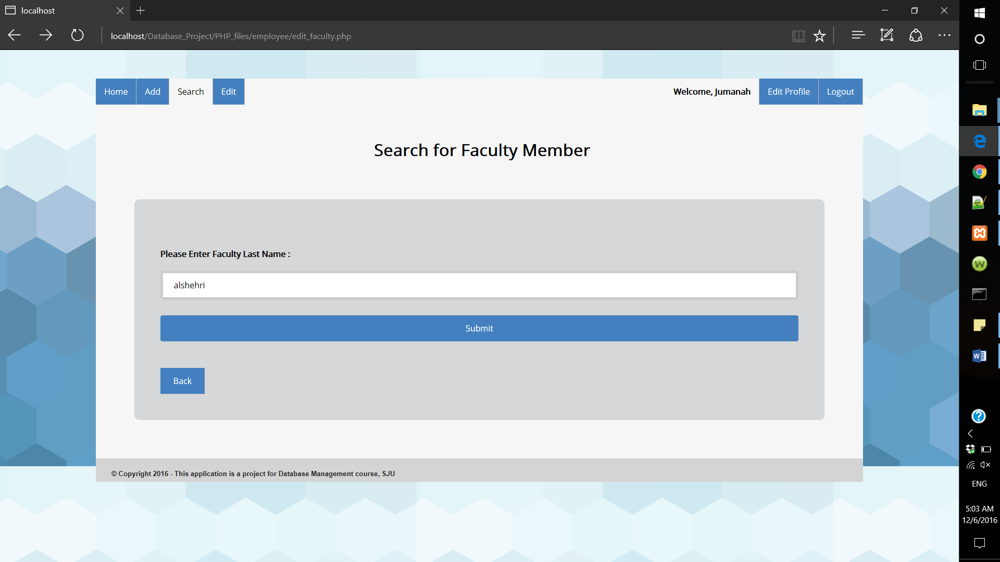 localhost
localhost/Database_Project/PHP_files/employee/edit_faculty.php
Home Add Search Edit Welcome, Jumanah Edit Profile Logout
Search for Faculty Member
Please Enter Faculty Last Name :
alshehri
Submit
Back
© Copyright 2016 - This application is a project for Database Management course, SJU
ENG
5:03 AM
12/6/2016